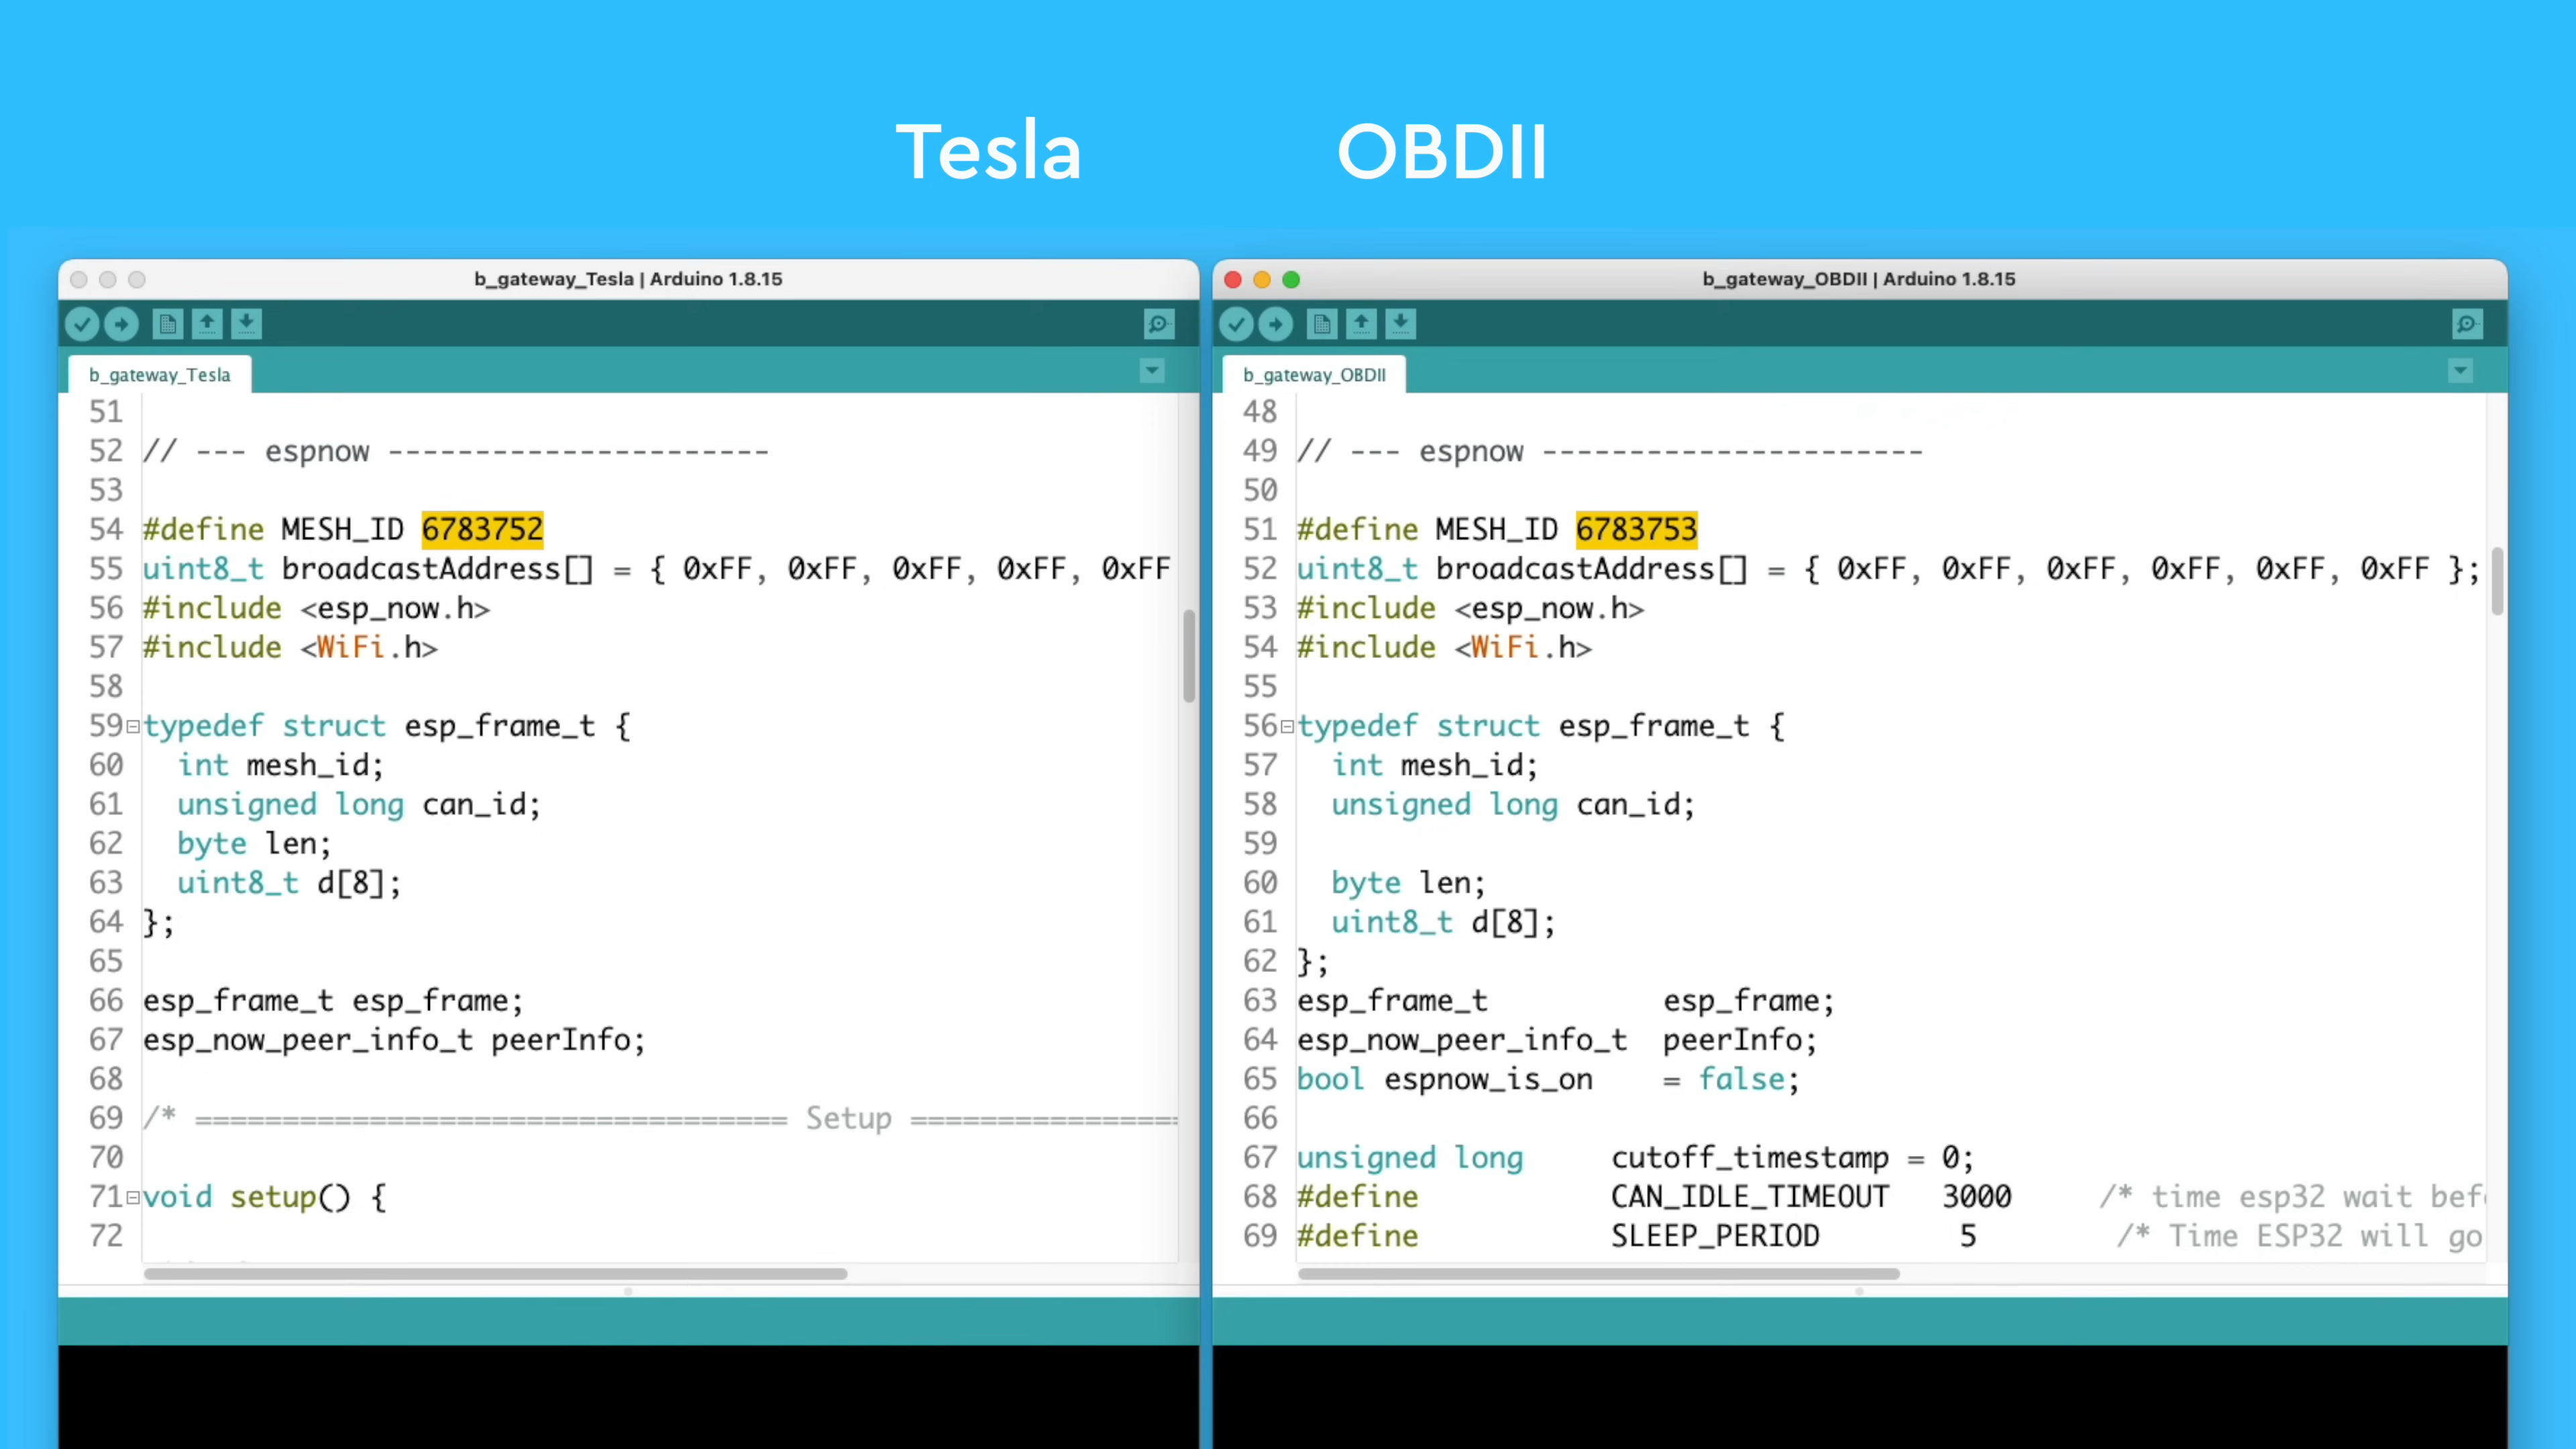 Tesla
OBDII
b_gateway_Tesla | Arduino 1.8.15
b_gateway_Tesla
51
52 // --- espnow ----------------------
53
54 #define MESH_ID 6783752
55 uint8_t broadcastAddress[] = { 0xFF, 0xFF, 0xFF, 0xFF, 0xFF
56 #include <esp_now.h>
57 #include <WiFi.h>
58
59 typedef struct esp_frame_t {
60   int mesh_id;
61   unsigned long can_id;
62   byte len;
63   uint8_t d[8];
64 };
65
66 esp_frame_t esp_frame;
67 esp_now_peer_info_t peerInfo;
68
69 /* ================================== Setup ================
70
71 void setup() {
72
b_gateway_OBDII | Arduino 1.8.15
b_gateway_OBDII
48
49 // --- espnow ----------------------
50
51 #define MESH_ID 6783753
52 uint8_t broadcastAddress[] = { 0xFF, 0xFF, 0xFF, 0xFF, 0xFF, 0xFF };
53 #include <esp_now.h>
54 #include <WiFi.h>
55
56 typedef struct esp_frame_t {
57   int mesh_id;
58   unsigned long can_id;
59
60   byte len;
61   uint8_t d[8];
62 };
63 esp_frame_t          esp_frame;
64 esp_now_peer_info_t  peerInfo;
65 bool espnow_is_on    = false;
66
67 unsigned long     cutoff_timestamp = 0;
68 #define           CAN_IDLE_TIMEOUT   3000     /* time esp32 wait bef
69 #define           SLEEP_PERIOD        5        /* Time ESP32 will go